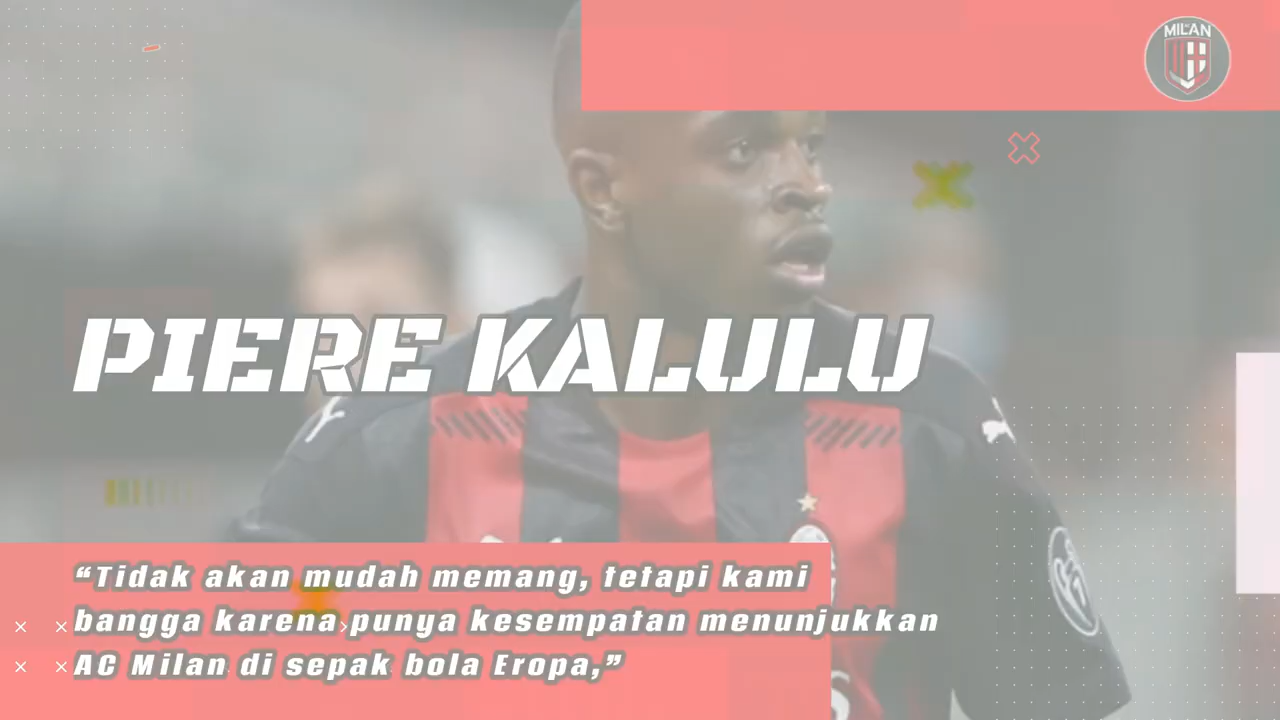 MILAN
PIERE KALULU
“Tidak akan mudah memang, tetapi kami
bangga karena punya kesempatan menunjukkan
AC Milan di sepak bola Eropa,”